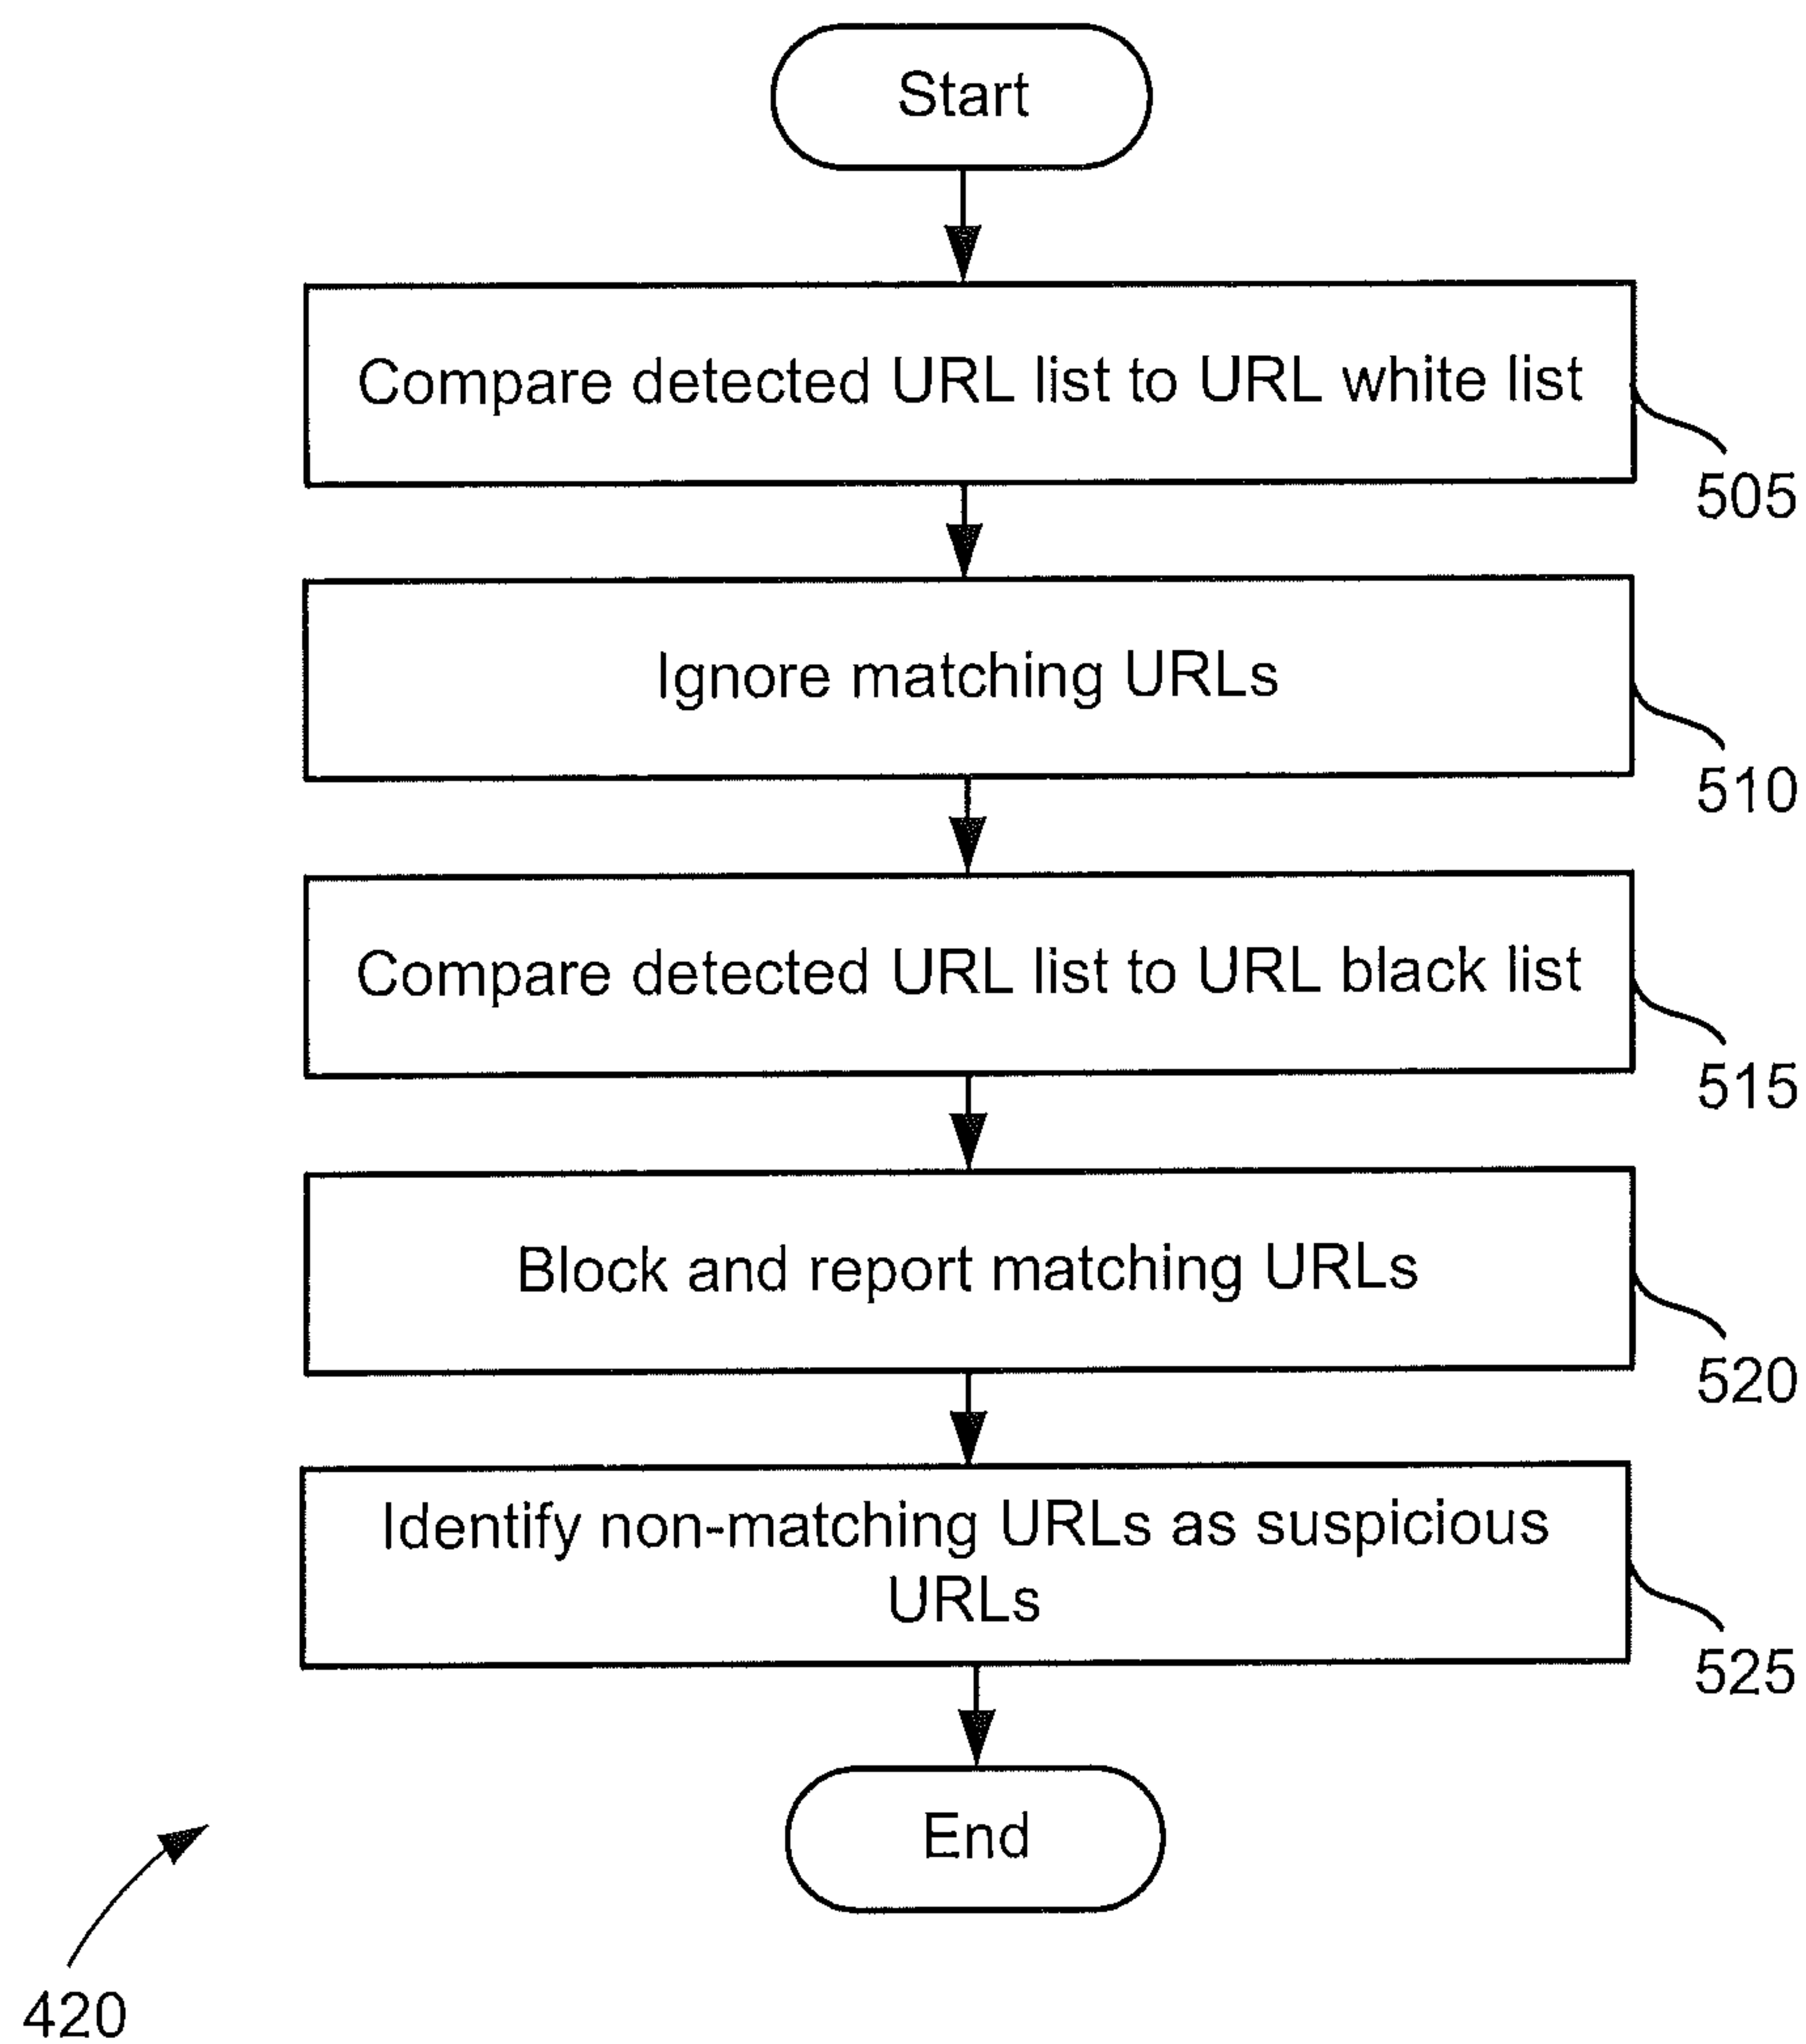 Start
Compare detected URL list to URL white list
505
Ignore matching URLs
510
Compare detected URL list to URL black list
515
Block and report matching URLs
520
Identify non-matching URLs as suspicious
URLs
525
End
420